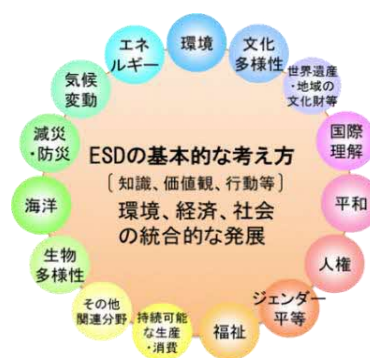 環境
文化
多様性
世界遺産
・地域の
文化財等
国際
理解
平和
人権
ジェンダー
平等
福祉
持続可能
な生産
・消費
その他
関連分野
生物
多様性
海洋
減災
・防災
気候
変動
エネ
ルギー
ESDの基本的な考え方
〔知識、価値観、行動等〕
環境、経済、社会
の統合的な発展